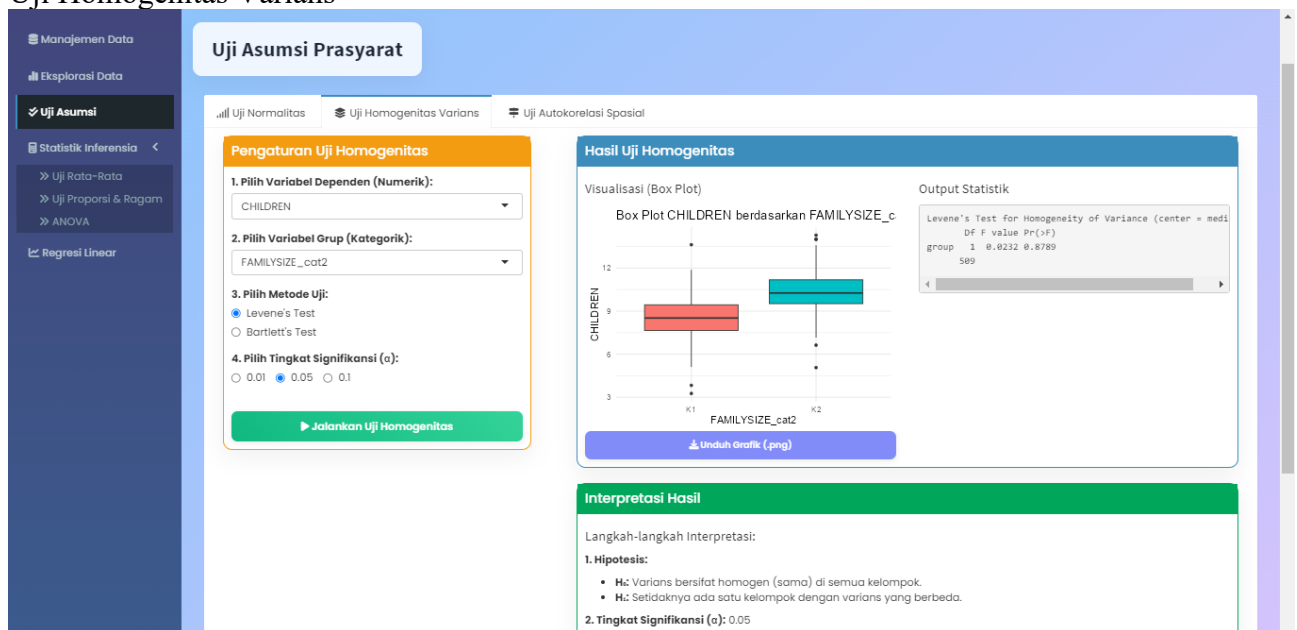 Uji Homogenitas Varians
Manajemen Data
Eksplorasi Data
Uji Asumsi
Statistik Inferensia
Uji Rata-Rata
Uji Proporsi & Ragam
ANOVA
Regresi Linear
Uji Asumsi Prasyarat
Uji Normalitas
Uji Homogenitas Varians
Uji Autokorelasi Spasial
Pengaturan Uji Homogenitas
1. Pilih Variabel Dependen (Numerik):
CHILDREN
2. Pilih Variabel Grup (Kategorik):
FAMILYSIZE_cat2
3. Pilih Metode Uji:
Levene's Test
Bartlett's Test
4. Pilih Tingkat Signifikansi (α):
0.01 0.05 0.1
Jalankan Uji Homogenitas
Hasil Uji Homogenitas
Visualisasi (Box Plot)
Box Plot CHILDREN berdasarkan FAMILYSIZE_c
CHILDREN
12
9
6
3
K1 K2
FAMILYSIZE_cat2
Unduh Grafik (.png)
Output Statistik
Levene's Test for Homogeneity of Variance (center = medi
Df F value Pr(>F)
group 1 0.0232 0.8789
509
Interpretasi Hasil
Langkah-langkah Interpretasi:
1. Hipotesis:
H₀: Varians bersifat homogen (sama) di semua kelompok.
H₁: Setidaknya ada satu kelompok dengan varians yang berbeda.
2. Tingkat Signifikansi (α): 0.05